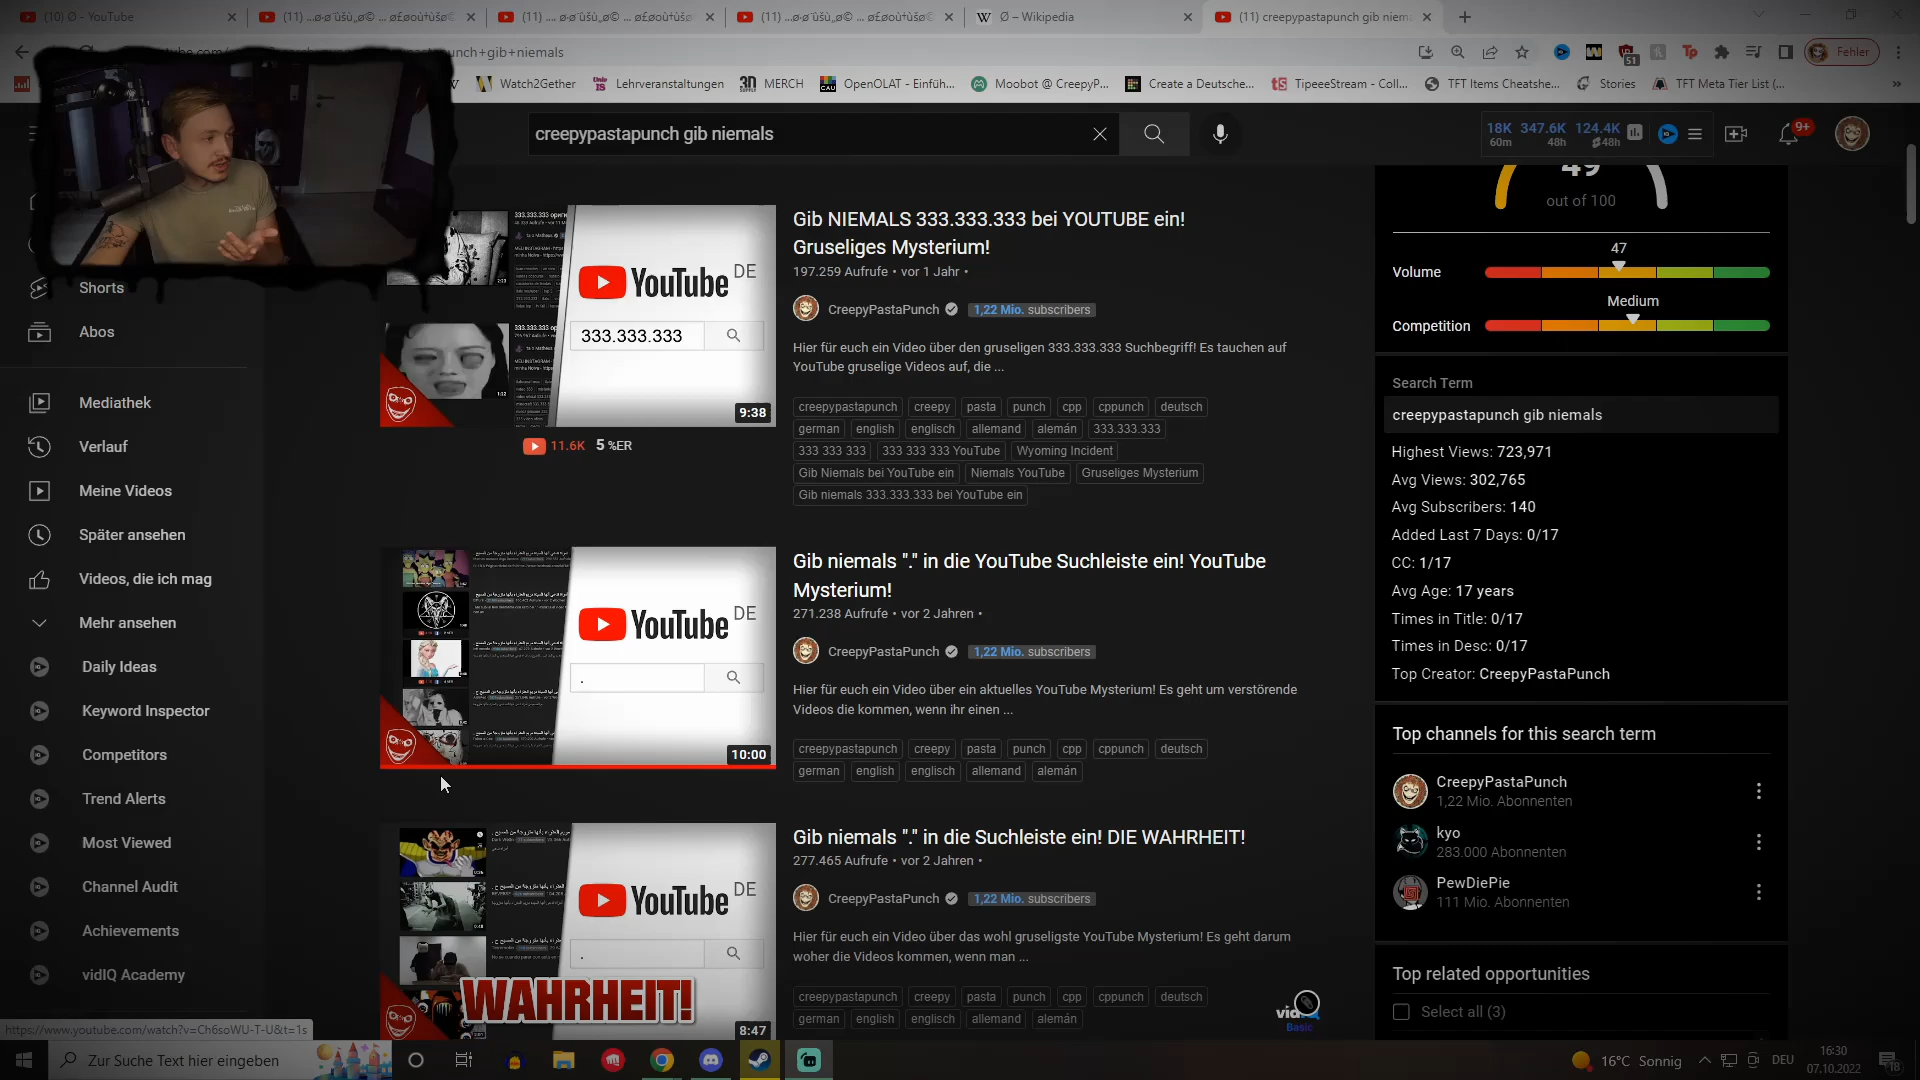 (10) Ø - YouTube
(11) creepypastapunch gib niem
Ø – Wikipedia
unch+gib+niemals
51
Fehler
Watch2Gether
Lehrveranstaltungen
MERCH
OpenOLAT – Einfüh...
Moobot @ CreepyP...
Create a Deutsche...
TipeeeStream - Coll...
TFT Items Cheatshe...
Stories
TFT Meta Tier List (...
»
creepypastapunch gib niemals
18K 347.6K 124.4K
60m 48h 48h
9+
Shorts
Abos
Mediathek
Verlauf
Meine Videos
Später ansehen
Videos, die ich mag
Mehr ansehen
Daily Ideas
Keyword Inspector
Competitors
Trend Alerts
Most Viewed
Channel Audit
Achievements
vidIQ Academy
YouTube DE
333.333.333
9:38
11.6K 5 %ER
Gib NIEMALS 333.333.333 bei YOUTUBE ein!
Gruseliges Mysterium!
197.259 Aufrufe • vor 1 Jahr •
CreepyPastaPunch 1,22 Mio. subscribers
Hier für euch ein Video über den gruseligen 333.333.333 Suchbegriff! Es tauchen auf
YouTube gruselige Videos auf, die ...
creepypastapunch creepy pasta punch cpp cppunch deutsch
german english englisch allemand alemán 333.333.333
333 333 333 333 333 333 YouTube Wyoming Incident
Gib Niemals bei YouTube ein Niemals YouTube Gruseliges Mysterium
Gib niemals 333.333.333 bei YouTube ein
YouTube DE
.
10:00
Gib niemals "." in die YouTube Suchleiste ein! YouTube
Mysterium!
271.238 Aufrufe • vor 2 Jahren •
CreepyPastaPunch 1,22 Mio. subscribers
Hier für euch ein Video über ein aktuelles YouTube Mysterium! Es geht um verstörende
Videos die kommen, wenn ihr einen ...
creepypastapunch creepy pasta punch cpp cppunch deutsch
german english englisch allemand alemán
YouTube DE
.
WAHRHEIT!
8:47
Gib niemals "." in die Suchleiste ein! DIE WAHRHEIT!
277.465 Aufrufe • vor 2 Jahren •
CreepyPastaPunch 1,22 Mio. subscribers
Hier für euch ein Video über das wohl gruseligste YouTube Mysterium! Es geht darum
woher die Videos kommen, wenn man ...
creepypastapunch creepy pasta punch cpp cppunch deutsch
german english englisch allemand alemán
Basic
49
out of 100
47
Volume
Medium
Competition
Search Term
creepypastapunch gib niemals
Highest Views: 723,971
Avg Views: 302,765
Avg Subscribers: 140
Added Last 7 Days: 0/17
CC: 1/17
Avg Age: 17 years
Times in Title: 0/17
Times in Desc: 0/17
Top Creator: CreepyPastaPunch
Top channels for this search term
CreepyPastaPunch
1,22 Mio. Abonnenten
kyo
283.000 Abonnenten
PewDiePie
111 Mio. Abonnenten
Top related opportunities
Select all (3)
https://www.youtube.com/watch?v=Ch6soWU-T-U&t=1s
Zur Suche Text hier eingeben
16°C Sonnig
DEU
16:30
07.10.2022
18